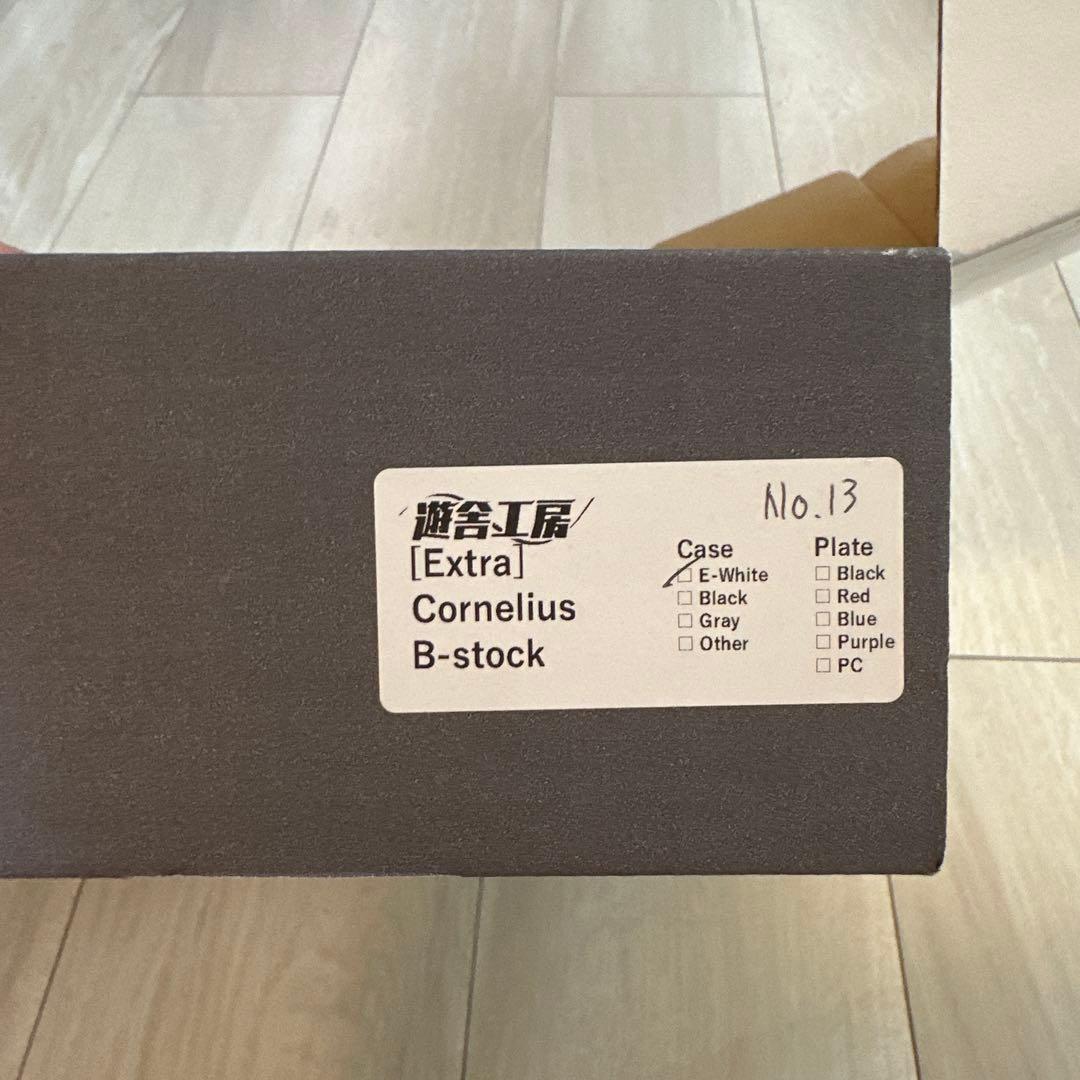 遊舎工房
[Extra]
Cornelius
B-stock
No.13
Case
E-White
Black
Gray
Other
Plate
Black
Red
Blue
Purple
PC